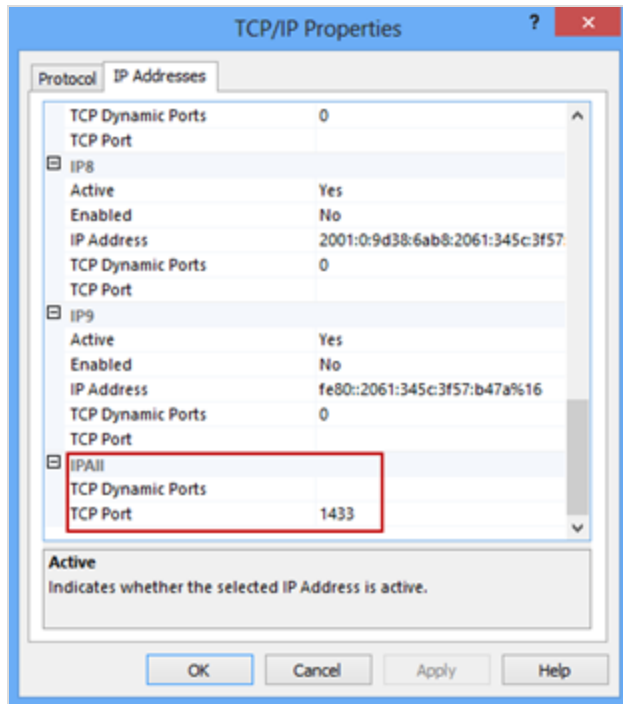 TCP/IP Properties ? ×
Protocol IP Addresses
TCP Dynamic Ports 0
TCP Port
IP8
Active Yes
Enabled No
IP Address 2001:0:9d38:6ab8:2061:345c:3f57:
TCP Dynamic Ports 0
TCP Port
IP9
Active Yes
Enabled No
IP Address fe80::2061:345c:3f57:b47a%16
TCP Dynamic Ports 0
TCP Port
IPAll
TCP Dynamic Ports
TCP Port 1433
Active
Indicates whether the selected IP Address is active.
OK Cancel Apply Help